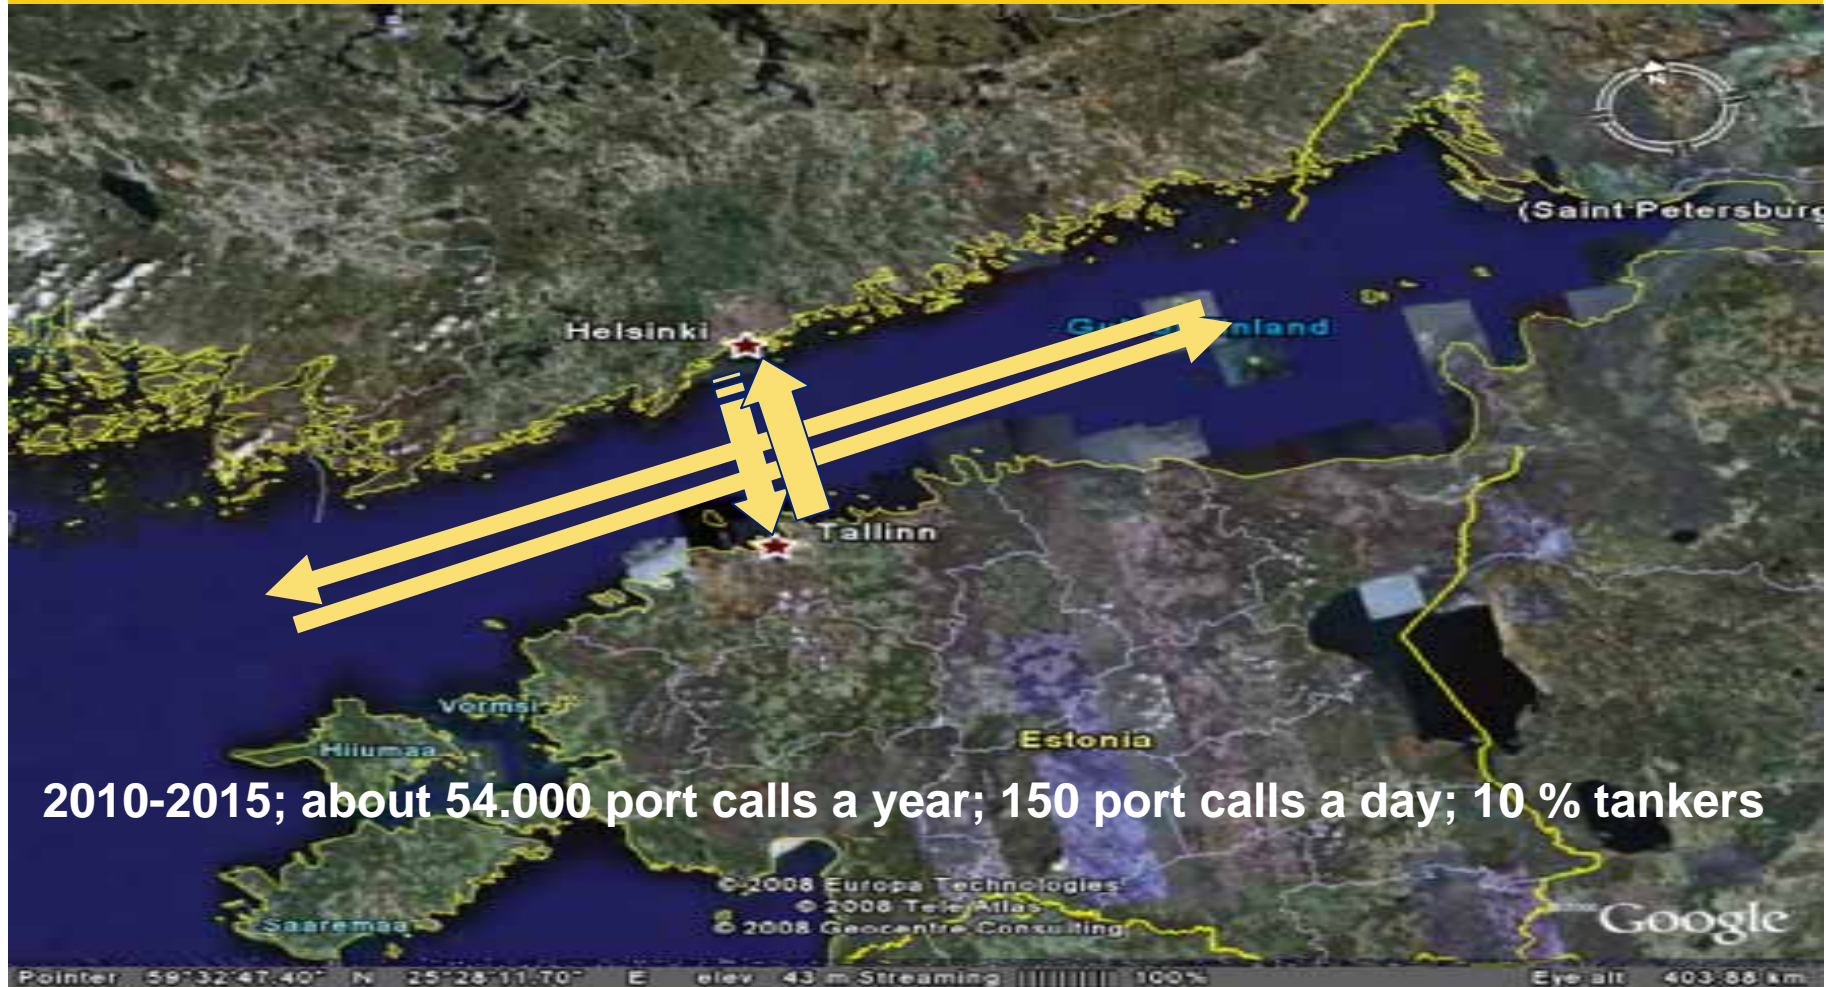 N
(Saint Petersburg
Helsinki
Gulf nland
Tallinn
Vormsi
Hiiumaa
Estonia
2010-2015; about 54.000 port calls a year; 150 port calls a day; 10 % tankers
© 2008 Europa Technologies
© 2008 Tele Atlas
© 2008 Geocentre Consulting
Saaremaa
Google
Pointer 59°32'47.40" N 25°28'11.70" E elev 43 m Streaming |||||||||| 100% Eye alt 403.88 km